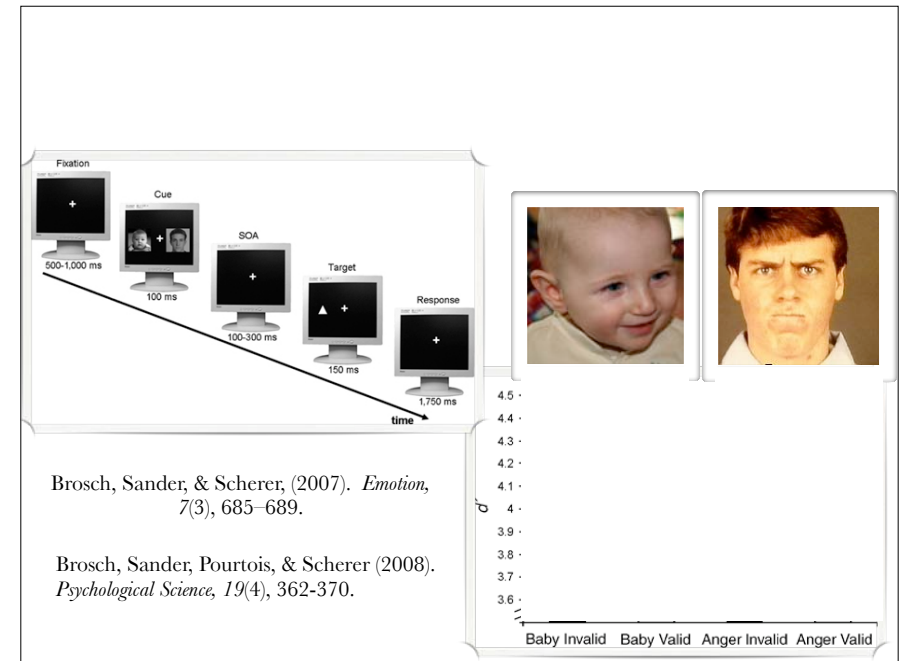 Fixation
Cue
500-1,000 ms
SOA
100 ms
Target
100-300 ms
Response
150 ms
1,750 ms
time
Brosch, Sander, & Scherer, (2007). Emotion,
7(3), 685–689.
Brosch, Sander, Pourtois, & Scherer (2008).
Psychological Science, 19(4), 362-370.
4.5
4.4
4.3
4.2
4.1
4
3.9
3.8
3.7
3.6
d'
Baby Invalid Baby Valid Anger Invalid Anger Valid